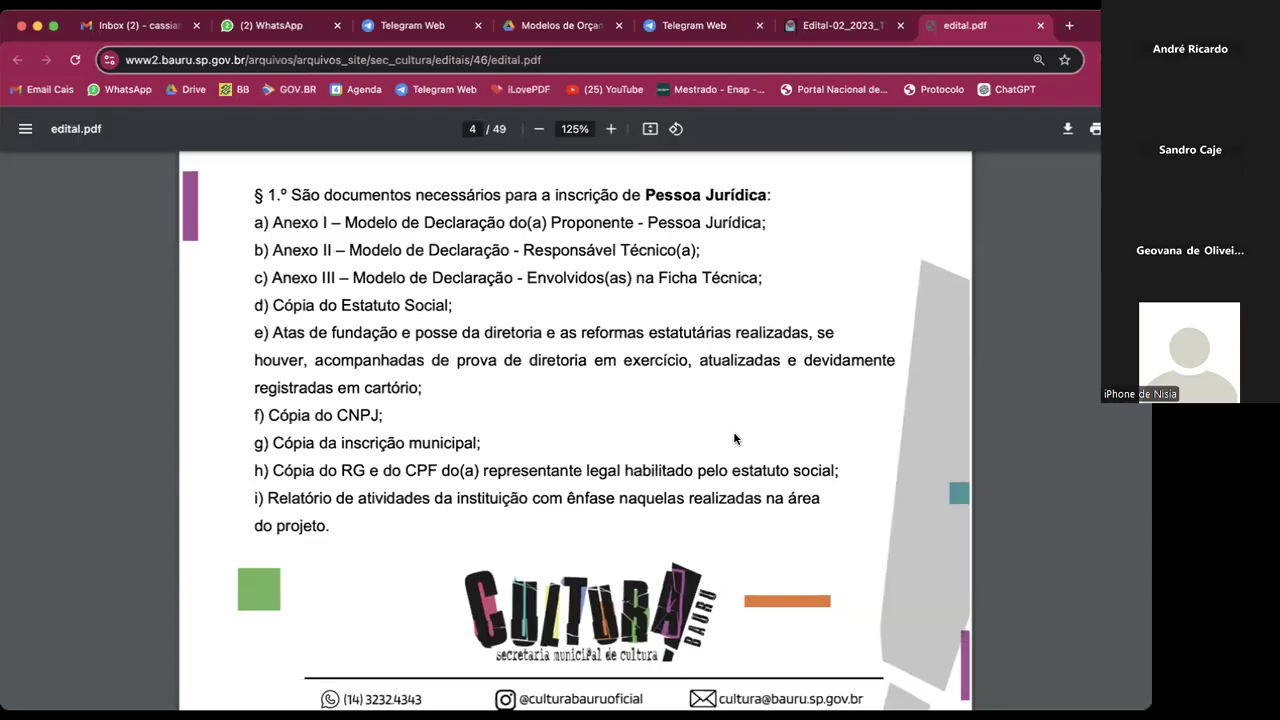 Inbox (2) - cassia
(2) WhatsApp
Telegram Web
Modelos de Orçan
Telegram Web
Edital-02_2023_1
edital.pdf
www2.bauru.sp.gov.br/arquivos/arquivos_site/sec_cultura/editais/46/edital.pdf
Email Cais
WhatsApp
Drive
BB
GOV.BR
Agenda
Telegram Web
iLovePDF
(25) YouTube
Mestrado - Enap -...
Portal Nacional de...
Protocolo
ChatGPT
edital.pdf
4 / 49
125%
§ 1.º São documentos necessários para a inscrição de Pessoa Jurídica:
a) Anexo I – Modelo de Declaração do(a) Proponente - Pessoa Jurídica;
b) Anexo II – Modelo de Declaração - Responsável Técnico(a);
c) Anexo III – Modelo de Declaração - Envolvidos(as) na Ficha Técnica;
d) Cópia do Estatuto Social;
e) Atas de fundação e posse da diretoria e as reformas estatutárias realizadas, se
houver, acompanhadas de prova de diretoria em exercício, atualizadas e devidamente
registradas em cartório;
f) Cópia do CNPJ;
g) Cópia da inscrição municipal;
h) Cópia do RG e do CPF do(a) representante legal habilitado pelo estatuto social;
i) Relatório de atividades da instituição com ênfase naquelas realizadas na área
do projeto.
CULTURA
BAURU
secretaria municipal de cultura
(14) 3232.4343
@culturabauruoficial
cultura@bauru.sp.gov.br
André Ricardo
Sandro Caje
Geovana de Olivei...
iPhone de Nisia